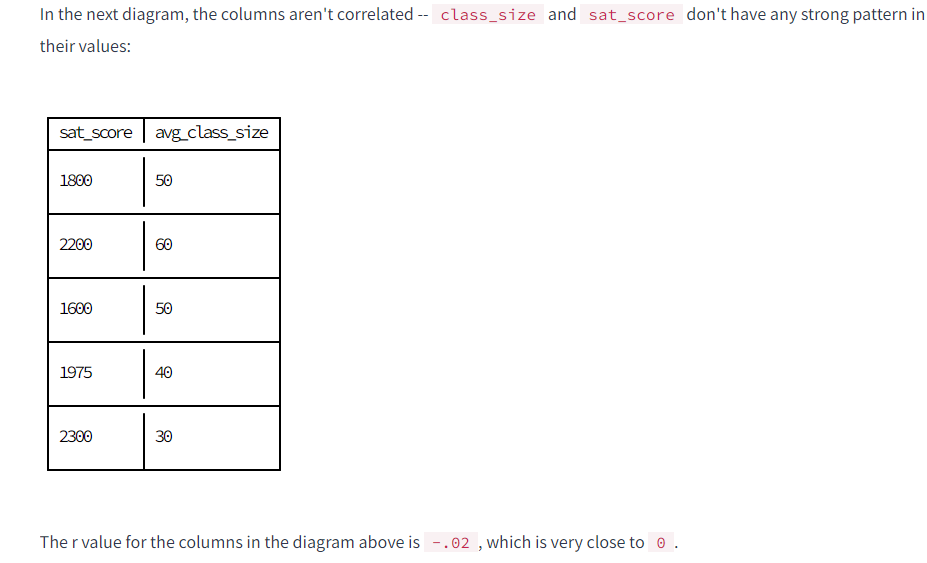 In the next diagram, the columns aren't correlated -- class_size and sat_score don't have any strong pattern in
their values:
sat_score avg_class_size
1800 50
2200 60
1600 50
1975 40
2300 30
The r value for the columns in the diagram above is -.02 , which is very close to 0 .